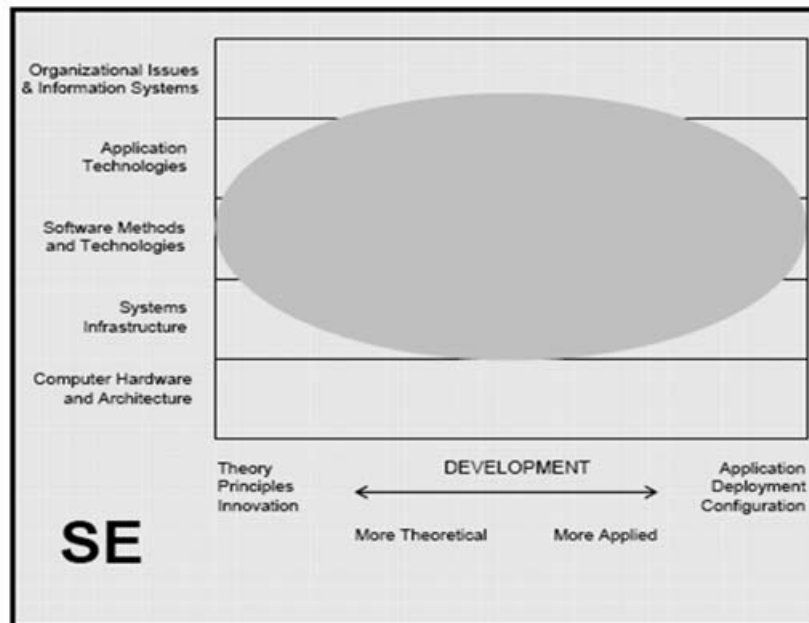 Organizational Issues
& Information Systems
Application
Technologies
Software Methods
and Technologies
Systems
Infrastructure
Computer Hardware
and Architecture
Theory
Principles
Innovation
DEVELOPMENT
Application
Deployment
Configuration
More Theoretical
More Applied
SE